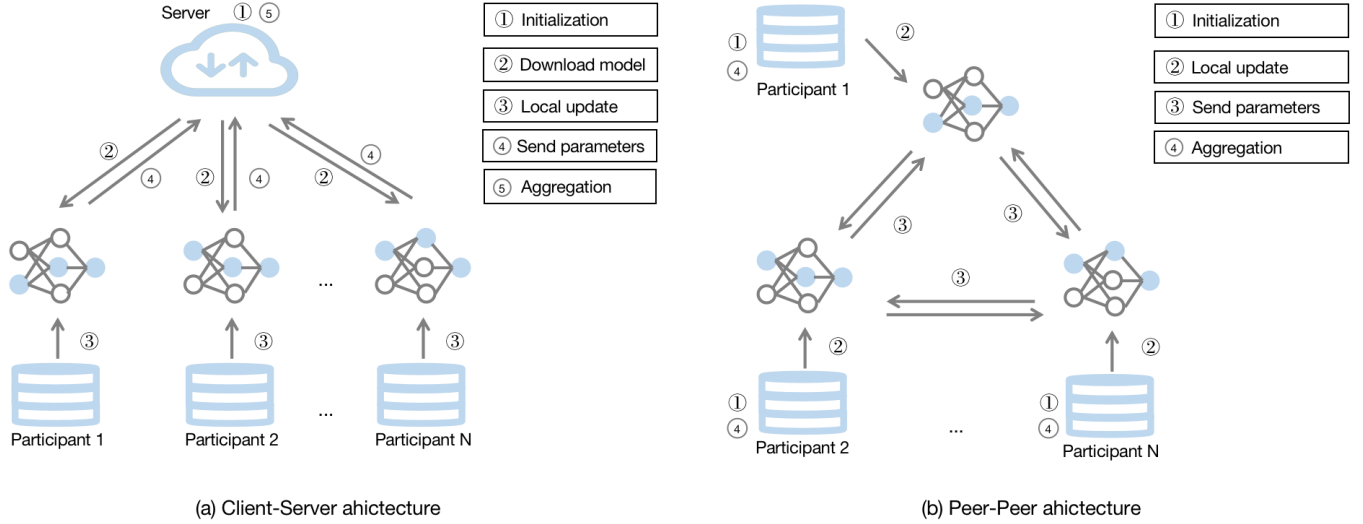 Server ① ⑤
① Initialization
② Download model
③ Local update
④ Send parameters
⑤ Aggregation
② ④ ② ④ ② ④
...
③ ③ ③
...
Participant 1 Participant 2 Participant N
(a) Client-Server ahictecture
① ④
Participant 1
②
① Initialization
② Local update
③ Send parameters
④ Aggregation
③ ③
③
② ②
① ④ ① ④
...
Participant 2 Participant N
(b) Peer-Peer ahictecture